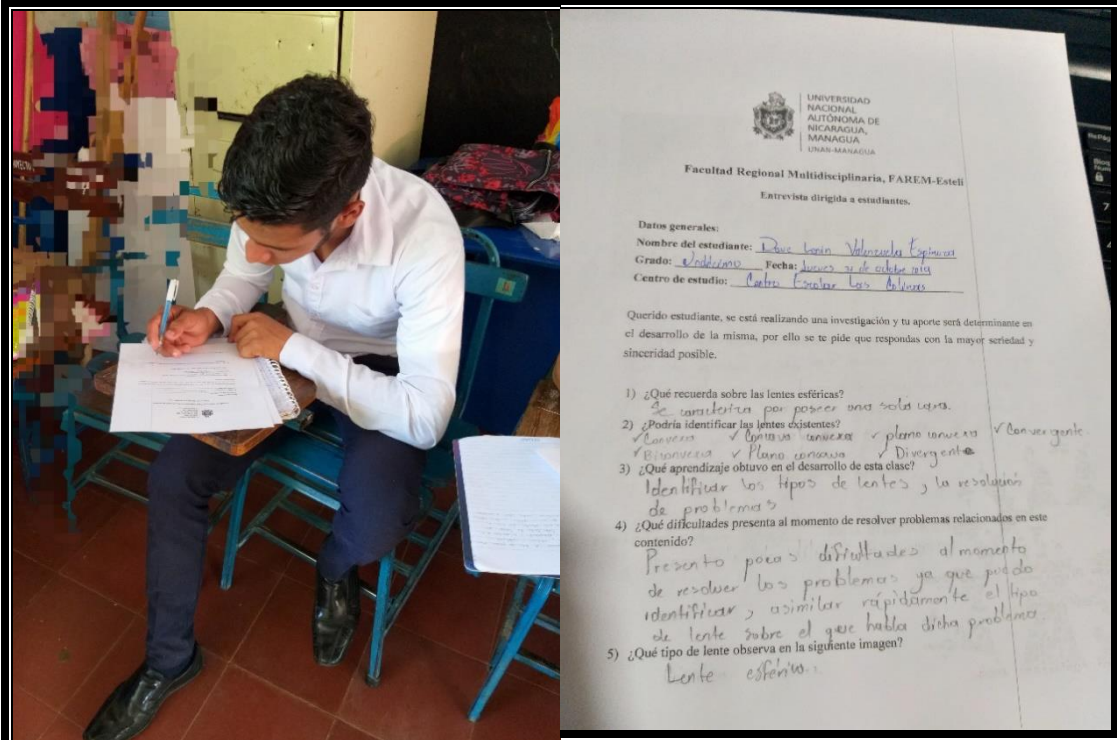 UNIVERSIDAD
NACIONAL
AUTÓNOMA DE
NICARAGUA,
MANAGUA
UNAN-MANAGUA
Facultad Regional Multidisciplinaria, FAREM-Estelí
Entrevista dirigida a estudiantes.
Datos generales:
Nombre del estudiante: Dave Lenin Valenzuela Espinoza
Grado: Undécimo Fecha: Jueves 31 de octubre 2019
Centro de estudio: Centro Escolar Las Colinas
Querido estudiante, se está realizando una investigación y tu aporte será determinante en
el desarrollo de la misma, por ello se te pide que respondas con la mayor seriedad y
sinceridad posible.
1) ¿Qué recuerda sobre las lentes esféricas?
Se caracteriza por poseer una sola cara.
2) ¿Podría identificar las lentes existentes?
✓ Convexa ✓ Concava convexa ✓ plano convexa ✓ Convergente.
✓ Biconvexa ✓ Plano concava ✓ Divergente
3) ¿Qué aprendizaje obtuvo en el desarrollo de esta clase?
Identificar los tipos de lentes y la resolución
de problemas
4) ¿Qué dificultades presenta al momento de resolver problemas relacionados en este
contenido?
Presento pocas dificultades al momento
de resolver los problemas ya que puedo
identificar y asimilar rápidamente el tipo
de lente sobre el que habla dicho problema.
5) ¿Qué tipo de lente observa en la siguiente imagen?
Lente esférico.